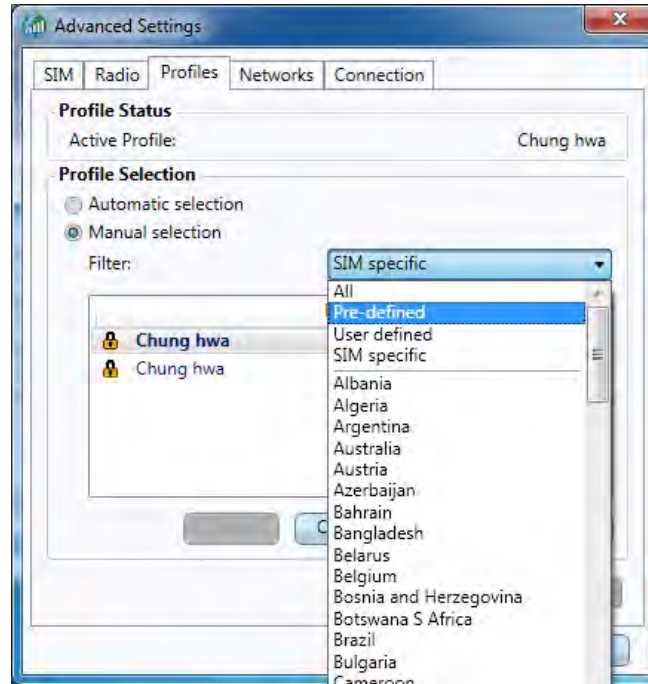 Advanced Settings
SIM Radio Profiles Networks Connection
Profile Status
Active Profile: Chung hwa
Profile Selection
Automatic selection
Manual selection
Filter: SIM specific
All
Pre-defined
User defined
SIM specific
Chung hwa
Chung hwa
Albania
Algeria
Argentina
Australia
Austria
Azerbaijan
Bahrain
Bangladesh
Belarus
Belgium
Bosnia and Herzegovina
Botswana S Africa
Brazil
Bulgaria
Cameroon